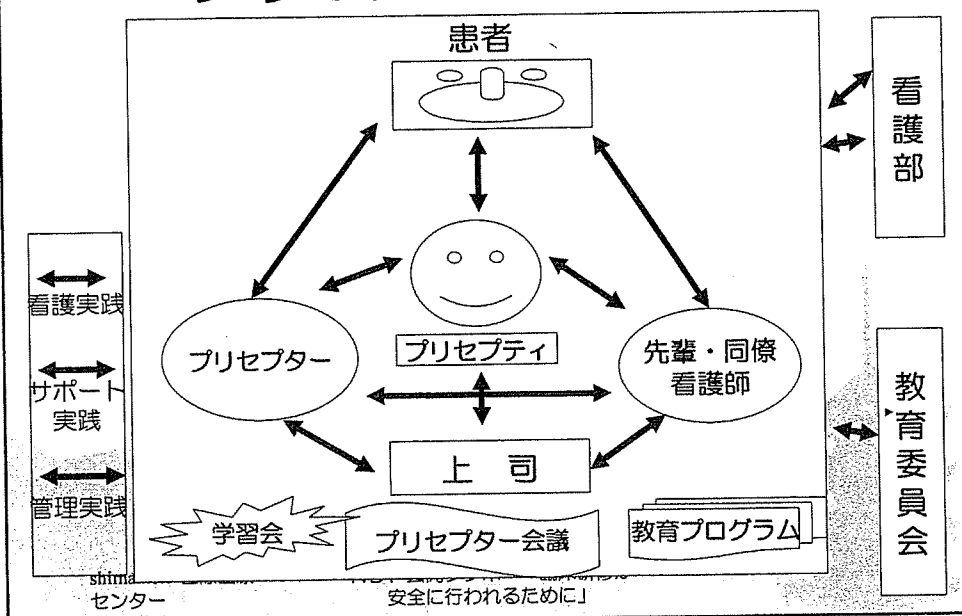 患者
看護部
看護実践
サポート
実践
管理実践
プリセプター
プリセプティ
先輩・同僚
看護師
上 司
教育委員会
学習会
プリセプター会議
教育プログラム
センター
安全に行われるために」